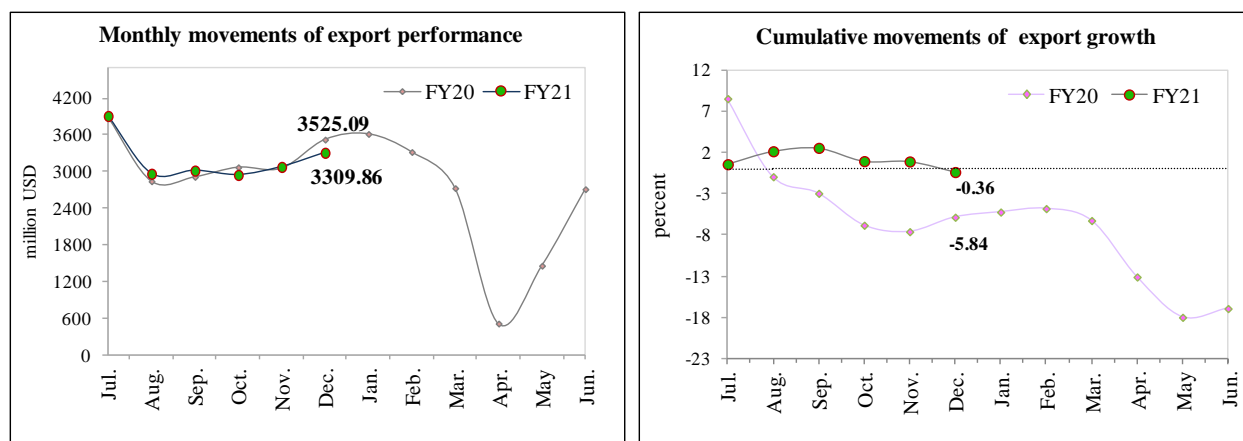 Monthly movements of export performance
FY20 FY21
4200
3600
3000
2400
1800
1200
600
0
million USD
3525.09
3309.86
Jul. Aug. Sep. Oct. Nov. Dec. Jan. Feb. Mar. Apr. May Jun.
Cumulative movements of export growth
FY20 FY21
12
7
2
-3
-8
-13
-18
-23
percent
-0.36
-5.84
Jul. Aug. Sep. Oct. Nov. Dec. Jan. Feb. Mar. Apr. May Jun.